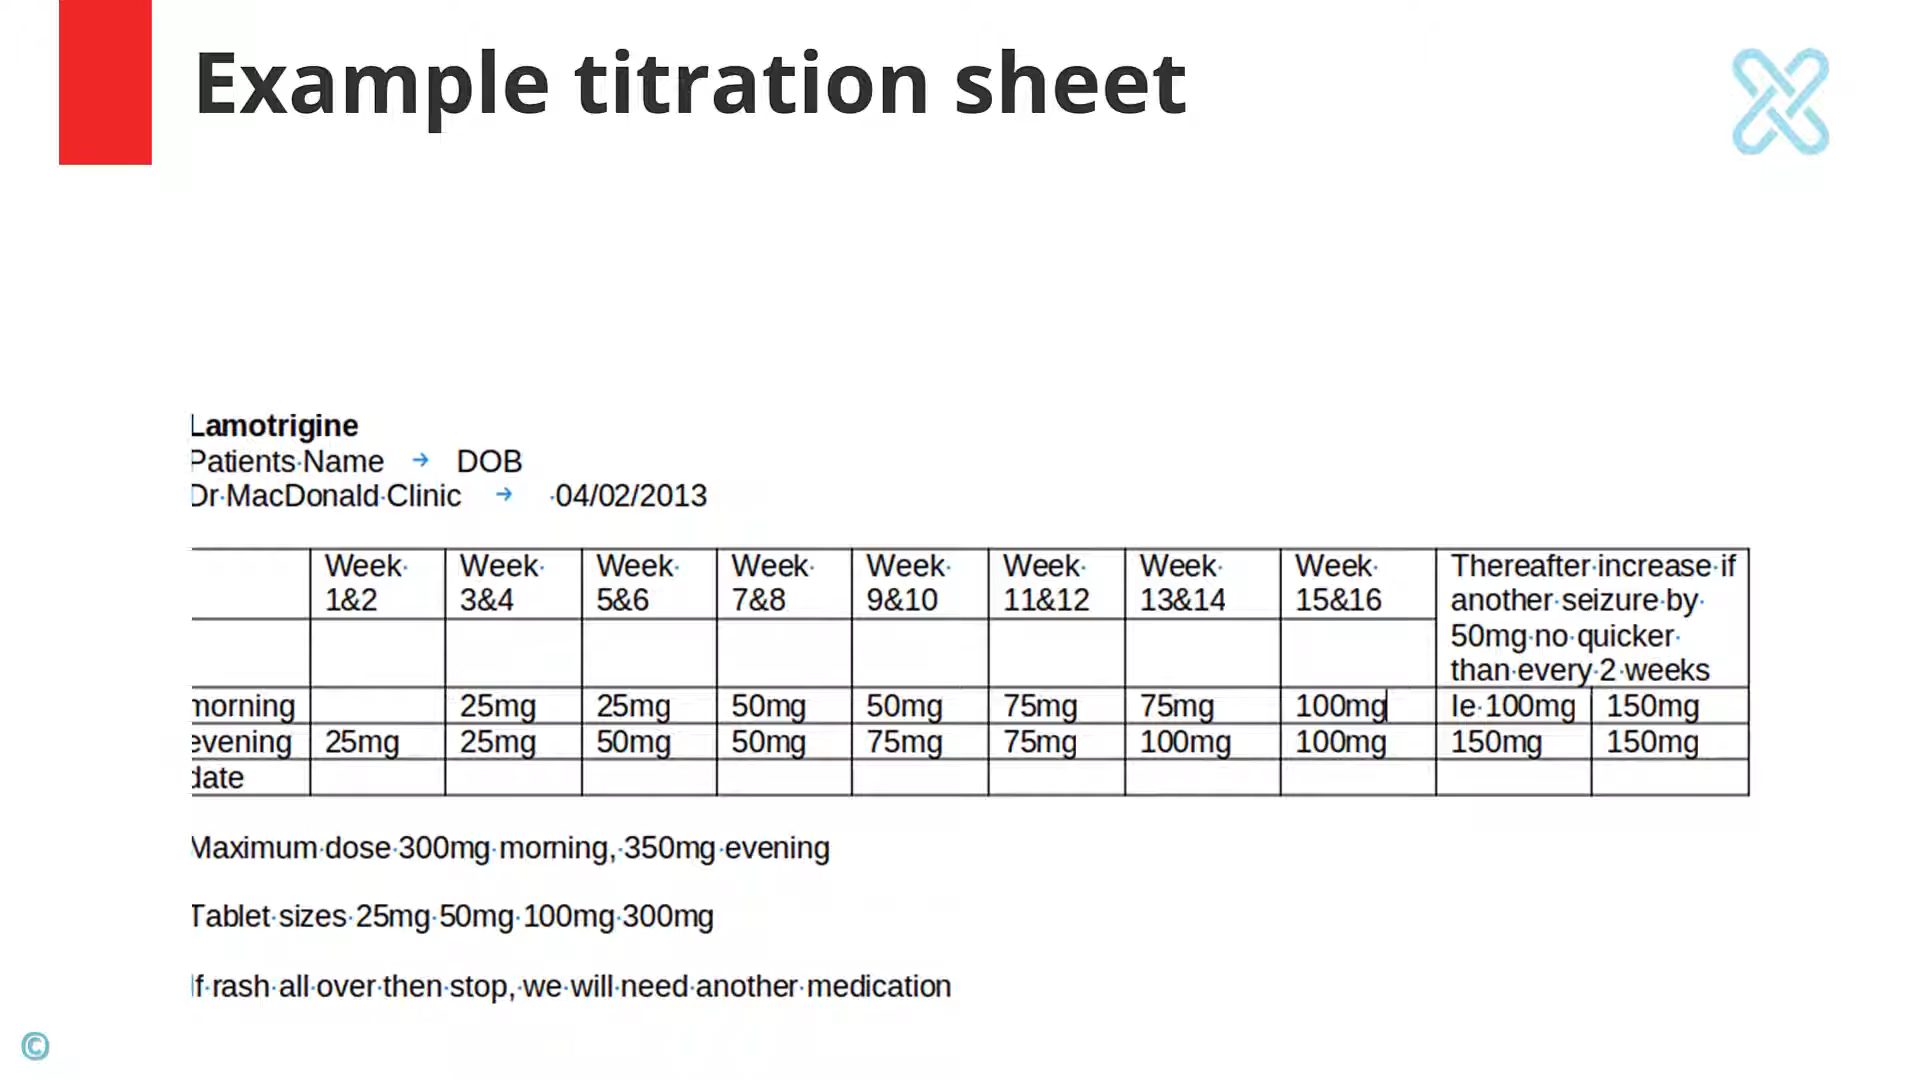 Example titration sheet
Lamotrigine
Patients Name → DOB
Dr MacDonald Clinic → 04/02/2013
Week 1&2 Week 3&4 Week 5&6 Week 7&8 Week 9&10 Week 11&12 Week 13&14 Week 15&16 Thereafter increase if another seizure by 50mg no quicker than every 2 weeks
morning 25mg 25mg 50mg 50mg 75mg 75mg 100mg Ie 100mg 150mg
evening 25mg 25mg 50mg 50mg 75mg 75mg 100mg 100mg 150mg 150mg
date
Maximum dose 300mg morning, 350mg evening
Tablet sizes 25mg 50mg 100mg 300mg
If rash all over then stop, we will need another medication
©